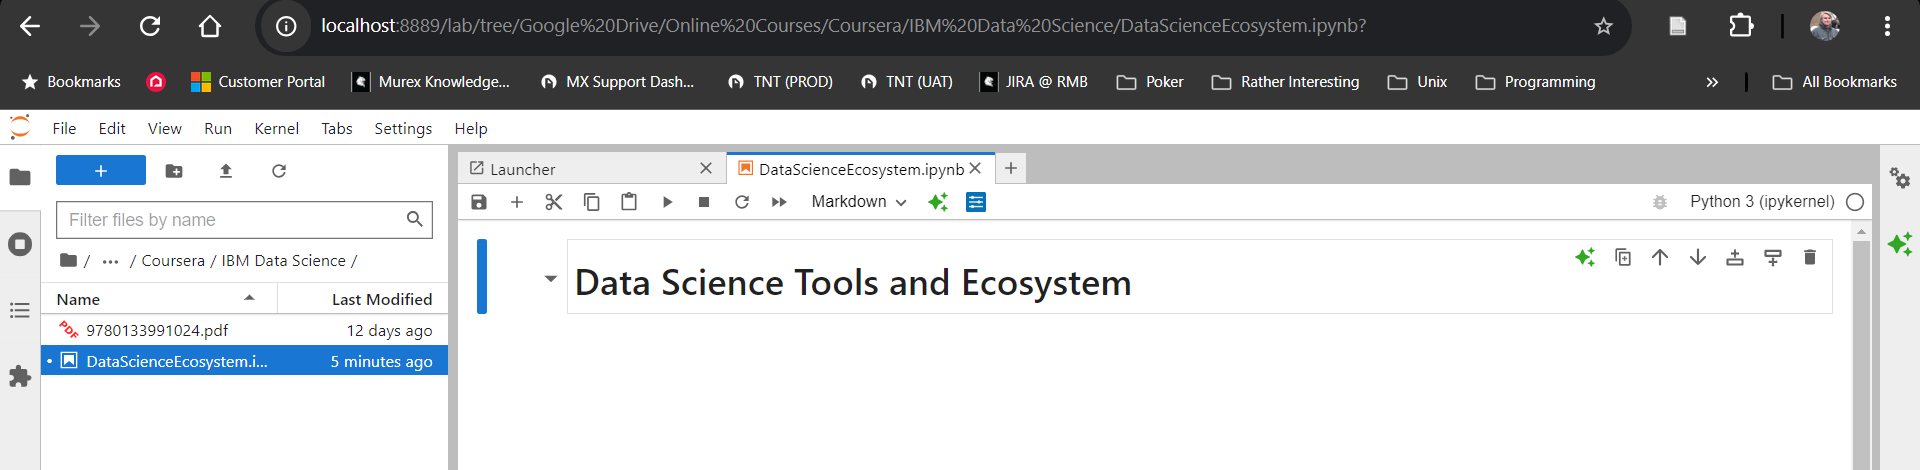 localhost:8889/lab/tree/Google%20Drive/Online%20Courses/Coursera/IBM%20Data%20Science/DataScienceEcosystem.ipynb?
Bookmarks Customer Portal Murex Knowledge... MX Support Dash... TNT (PROD) TNT (UAT) JIRA @ RMB Poker Rather Interesting Unix Programming » All Bookmarks
File Edit View Run Kernel Tabs Settings Help
Launcher DataScienceEcosystem.ipynb
Markdown Python 3 (ipykernel)
Filter files by name
/ ... / Coursera / IBM Data Science /
Name Last Modified
PDF 9780133991024.pdf 12 days ago
DataScienceEcosystem.i... 5 minutes ago
Data Science Tools and Ecosystem